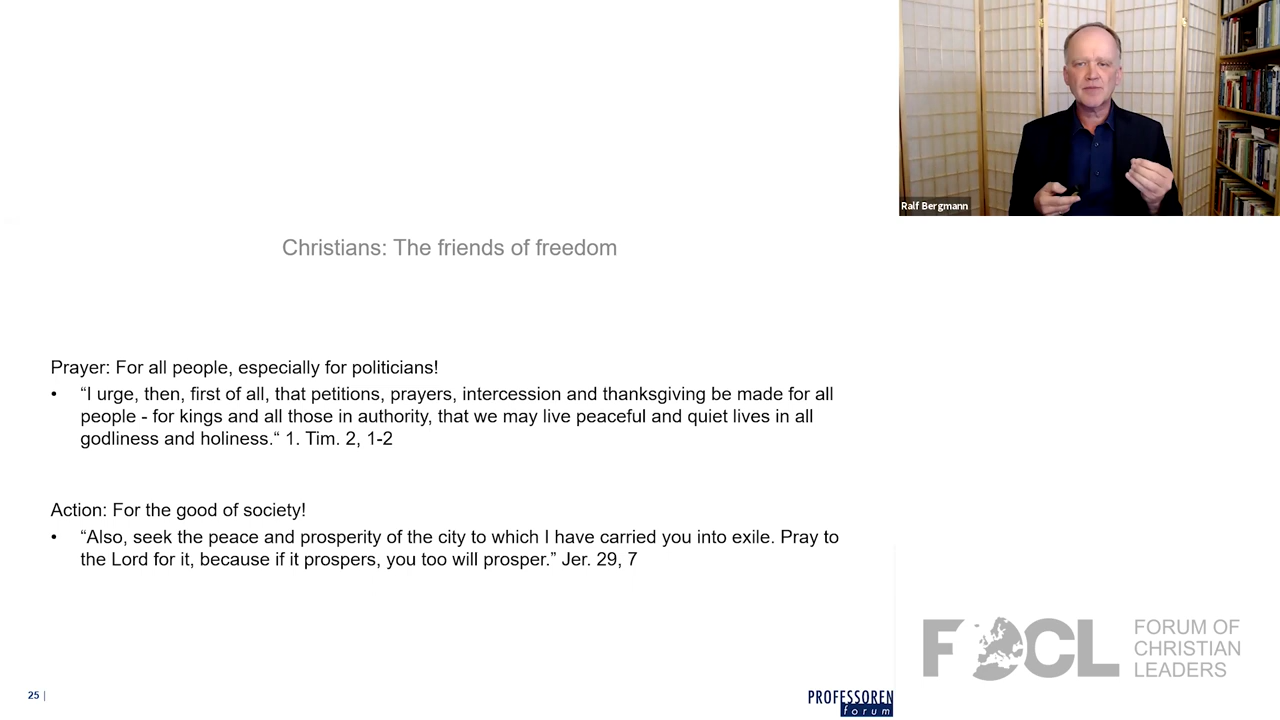 Ralf Bergmann
Christians: The friends of freedom
Prayer: For all people, especially for politicians!
• “I urge, then, first of all, that petitions, prayers, intercession and thanksgiving be made for all
people - for kings and all those in authority, that we may live peaceful and quiet lives in all
godliness and holiness.“ 1. Tim. 2, 1-2
Action: For the good of society!
• “Also, seek the peace and prosperity of the city to which I have carried you into exile. Pray to
the Lord for it, because if it prospers, you too will prosper.” Jer. 29, 7
25 |
PROFESSOREN
forum
FOCL
FORUM OF
CHRISTIAN
LEADERS